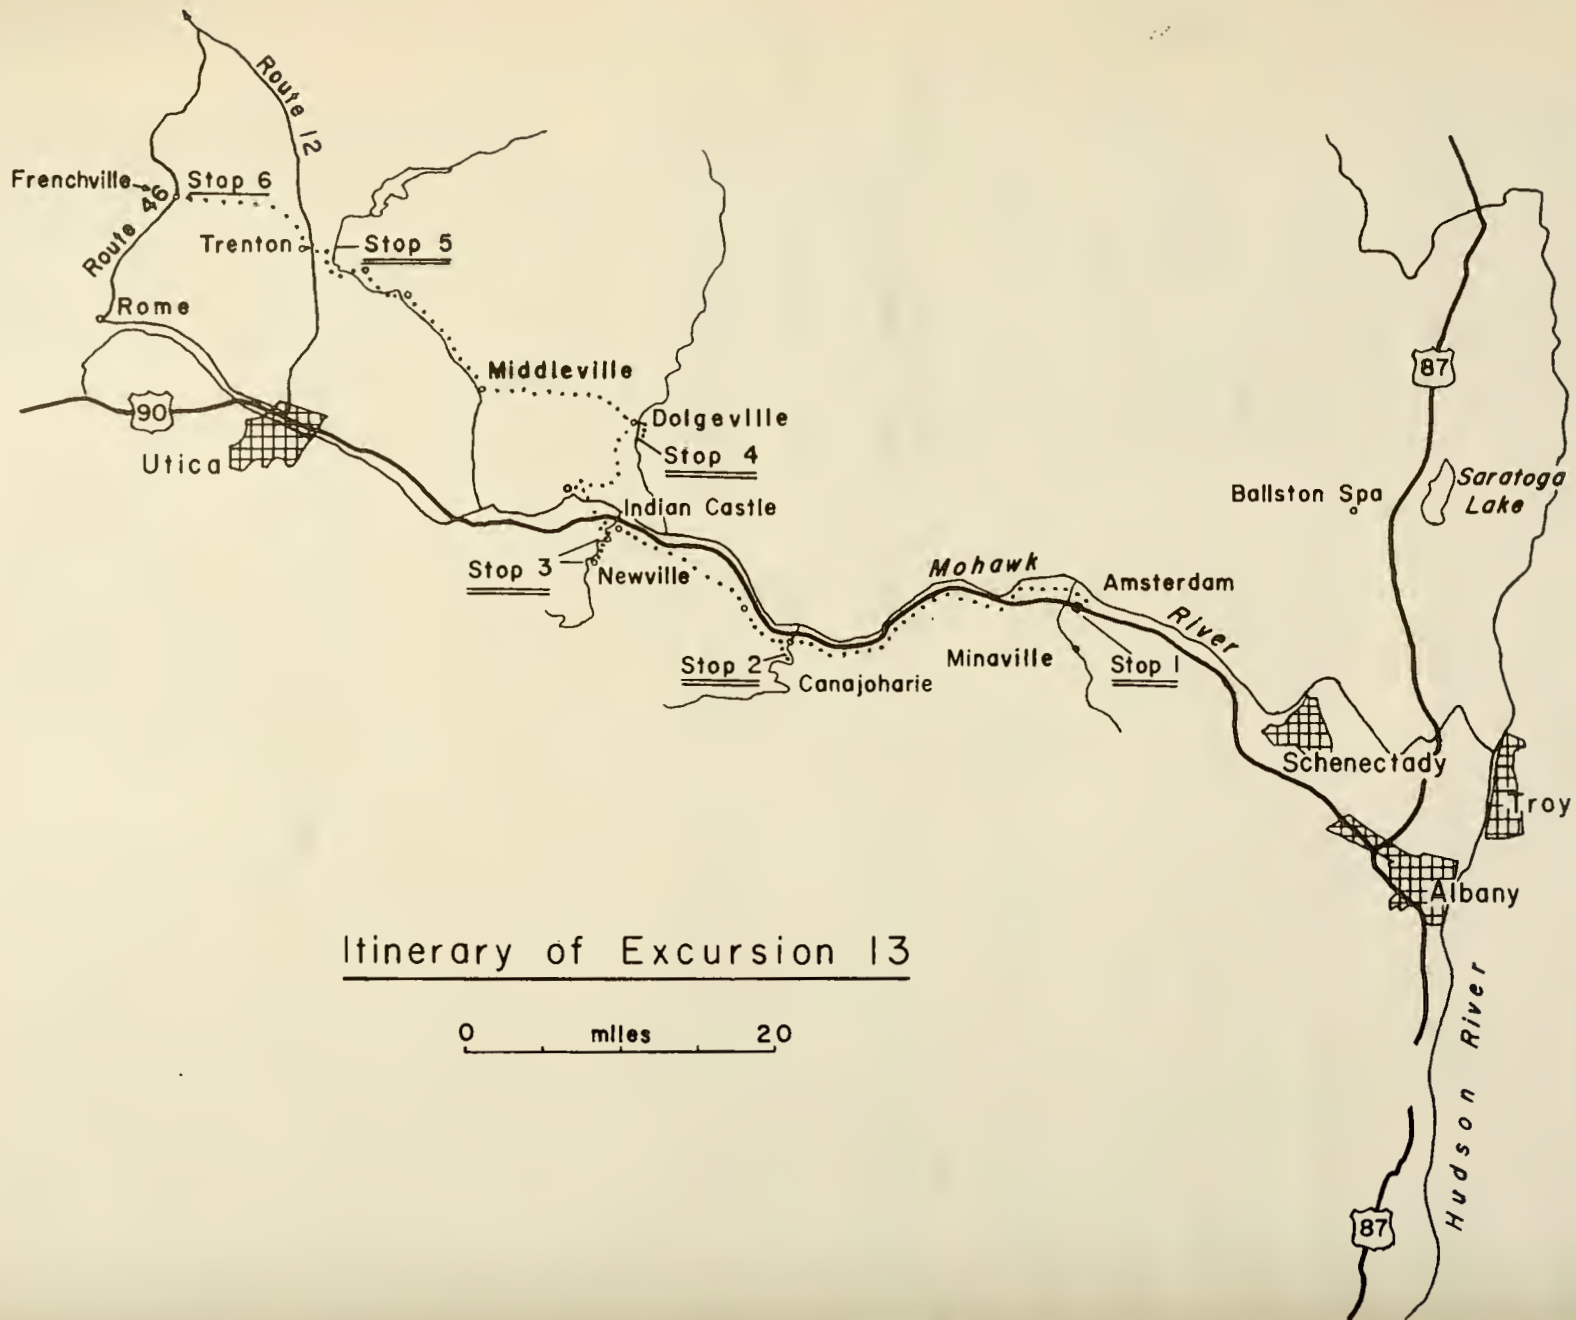 Route 12
Frenchville
Stop 6
Route 46
Trenton
Stop 5
Rome
Middleville
87
90
Dolgeville
Utica
Stop 4
Ballston Spa
Saratoga
Lake
Indian Castle
Stop 3
Newville
Mohawk
River
Amsterdam
Stop 2
Canajoharie
Minaville
Stop 1
Schenectady
Troy
Albany
Itinerary of Excursion 13
0 miles 20
Hudson River
87